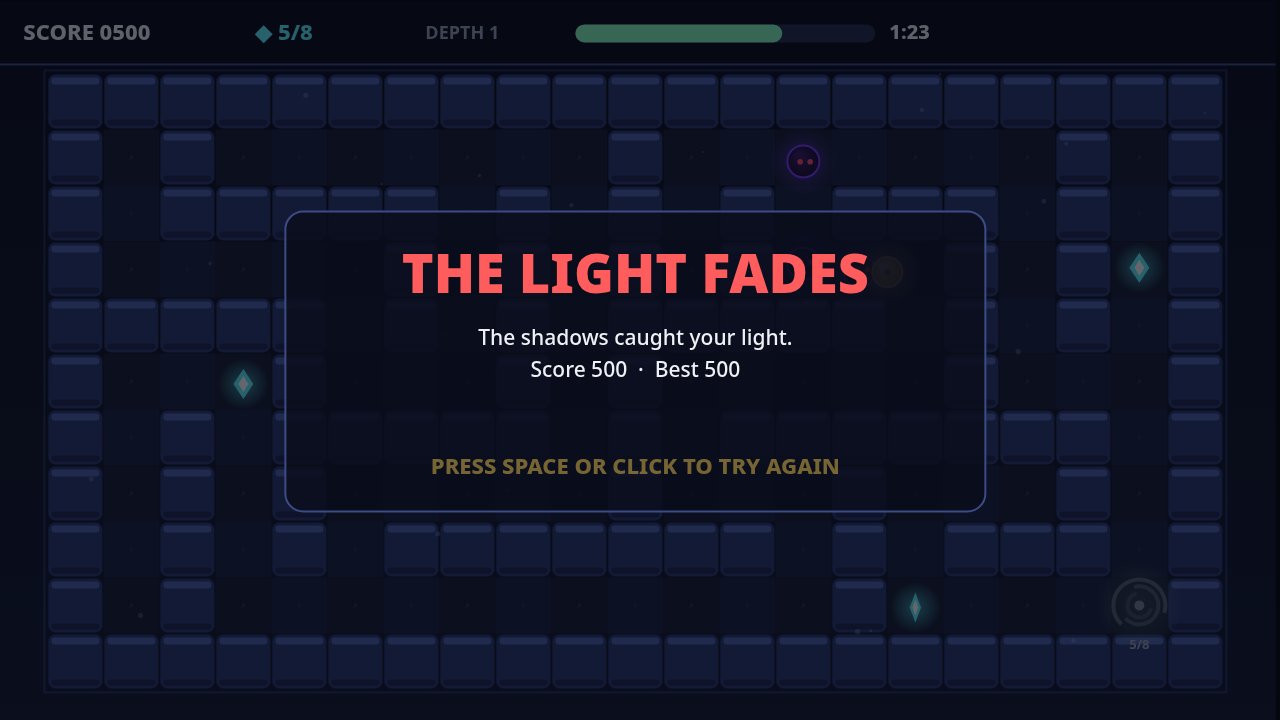 SCORE 0500
5/8
DEPTH 1
1:23
THE LIGHT FADES
The shadows caught your light.
Score 500 · Best 500
PRESS SPACE OR CLICK TO TRY AGAIN
5/8